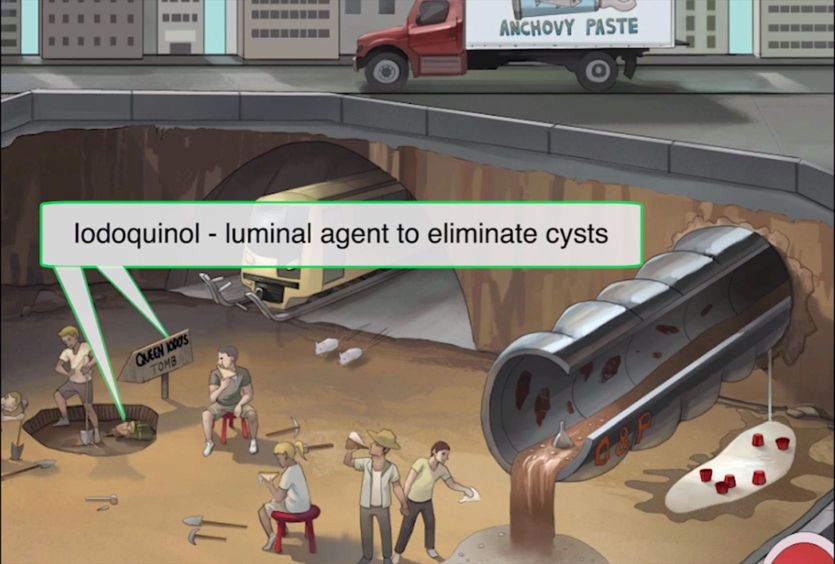 ANCHOVY PASTE
Iodoquinol - luminal agent to eliminate cysts
QUEEN IODO'S
TOMB
O & P